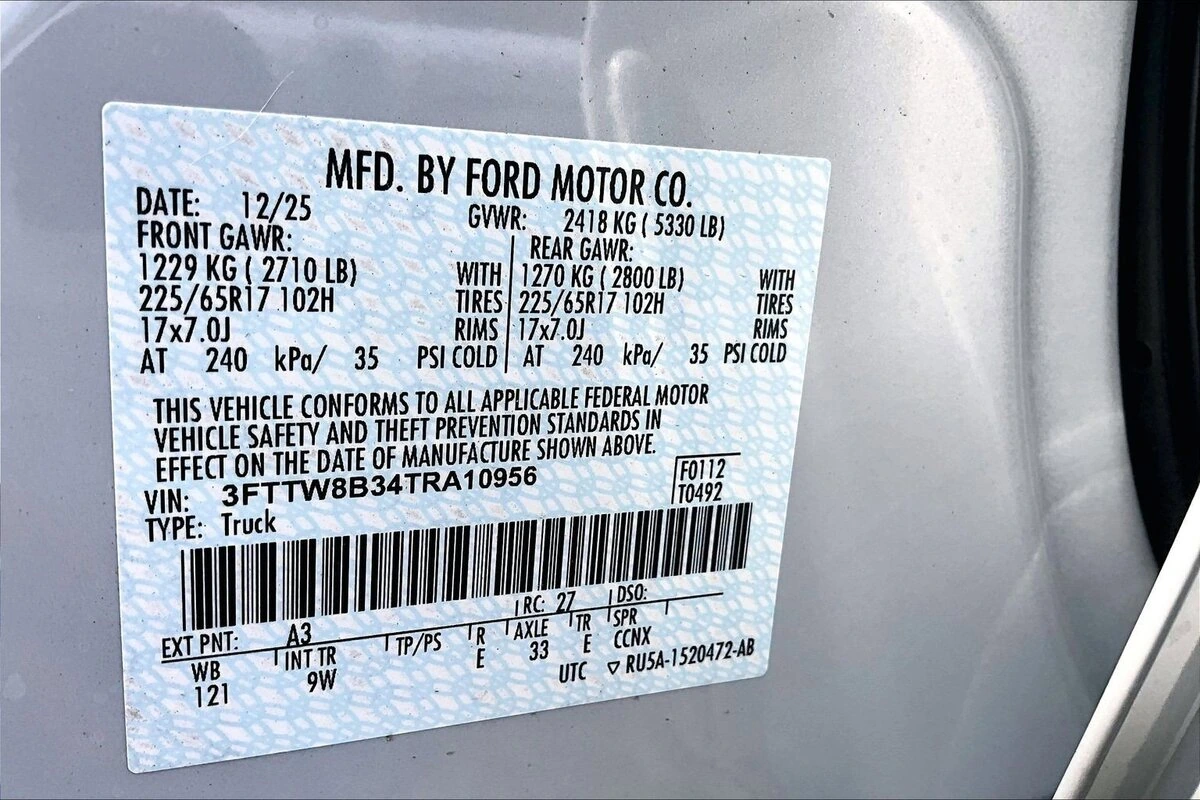 MFD. BY FORD MOTOR CO.
DATE: 12/25 GVWR: 2418 KG ( 5330 LB)
FRONT GAWR: REAR GAWR:
1229 KG ( 2710 LB) WITH 1270 KG ( 2800 LB) WITH
225/65R17 102H TIRES 225/65R17 102H TIRES
17x7.0J RIMS 17x7.0J RIMS
AT 240 kPa/ 35 PSI COLD AT 240 kPa/ 35 PSI COLD
THIS VEHICLE CONFORMS TO ALL APPLICABLE FEDERAL MOTOR
VEHICLE SAFETY AND THEFT PREVENTION STANDARDS IN
EFFECT ON THE DATE OF MANUFACTURE SHOWN ABOVE.
VIN: 3FTTW8B34TRA10956 F0112
TYPE: Truck T0492
EXT PNT: A3 RC: 27 DSO:
WB INT TR TP/PS R AXLE TR SPR
121 9W E 33 E CCNX
UTC ▽ RU5A-1520472-AB